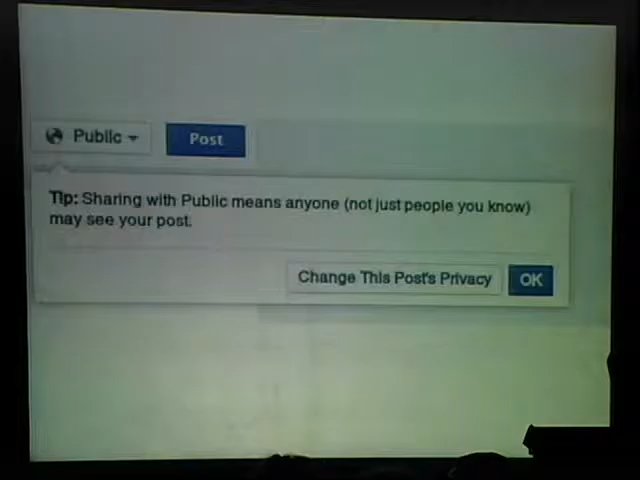 Public
Post
Tip: Sharing with Public means anyone (not just people you know)
may see your post.
Change This Post's Privacy
OK